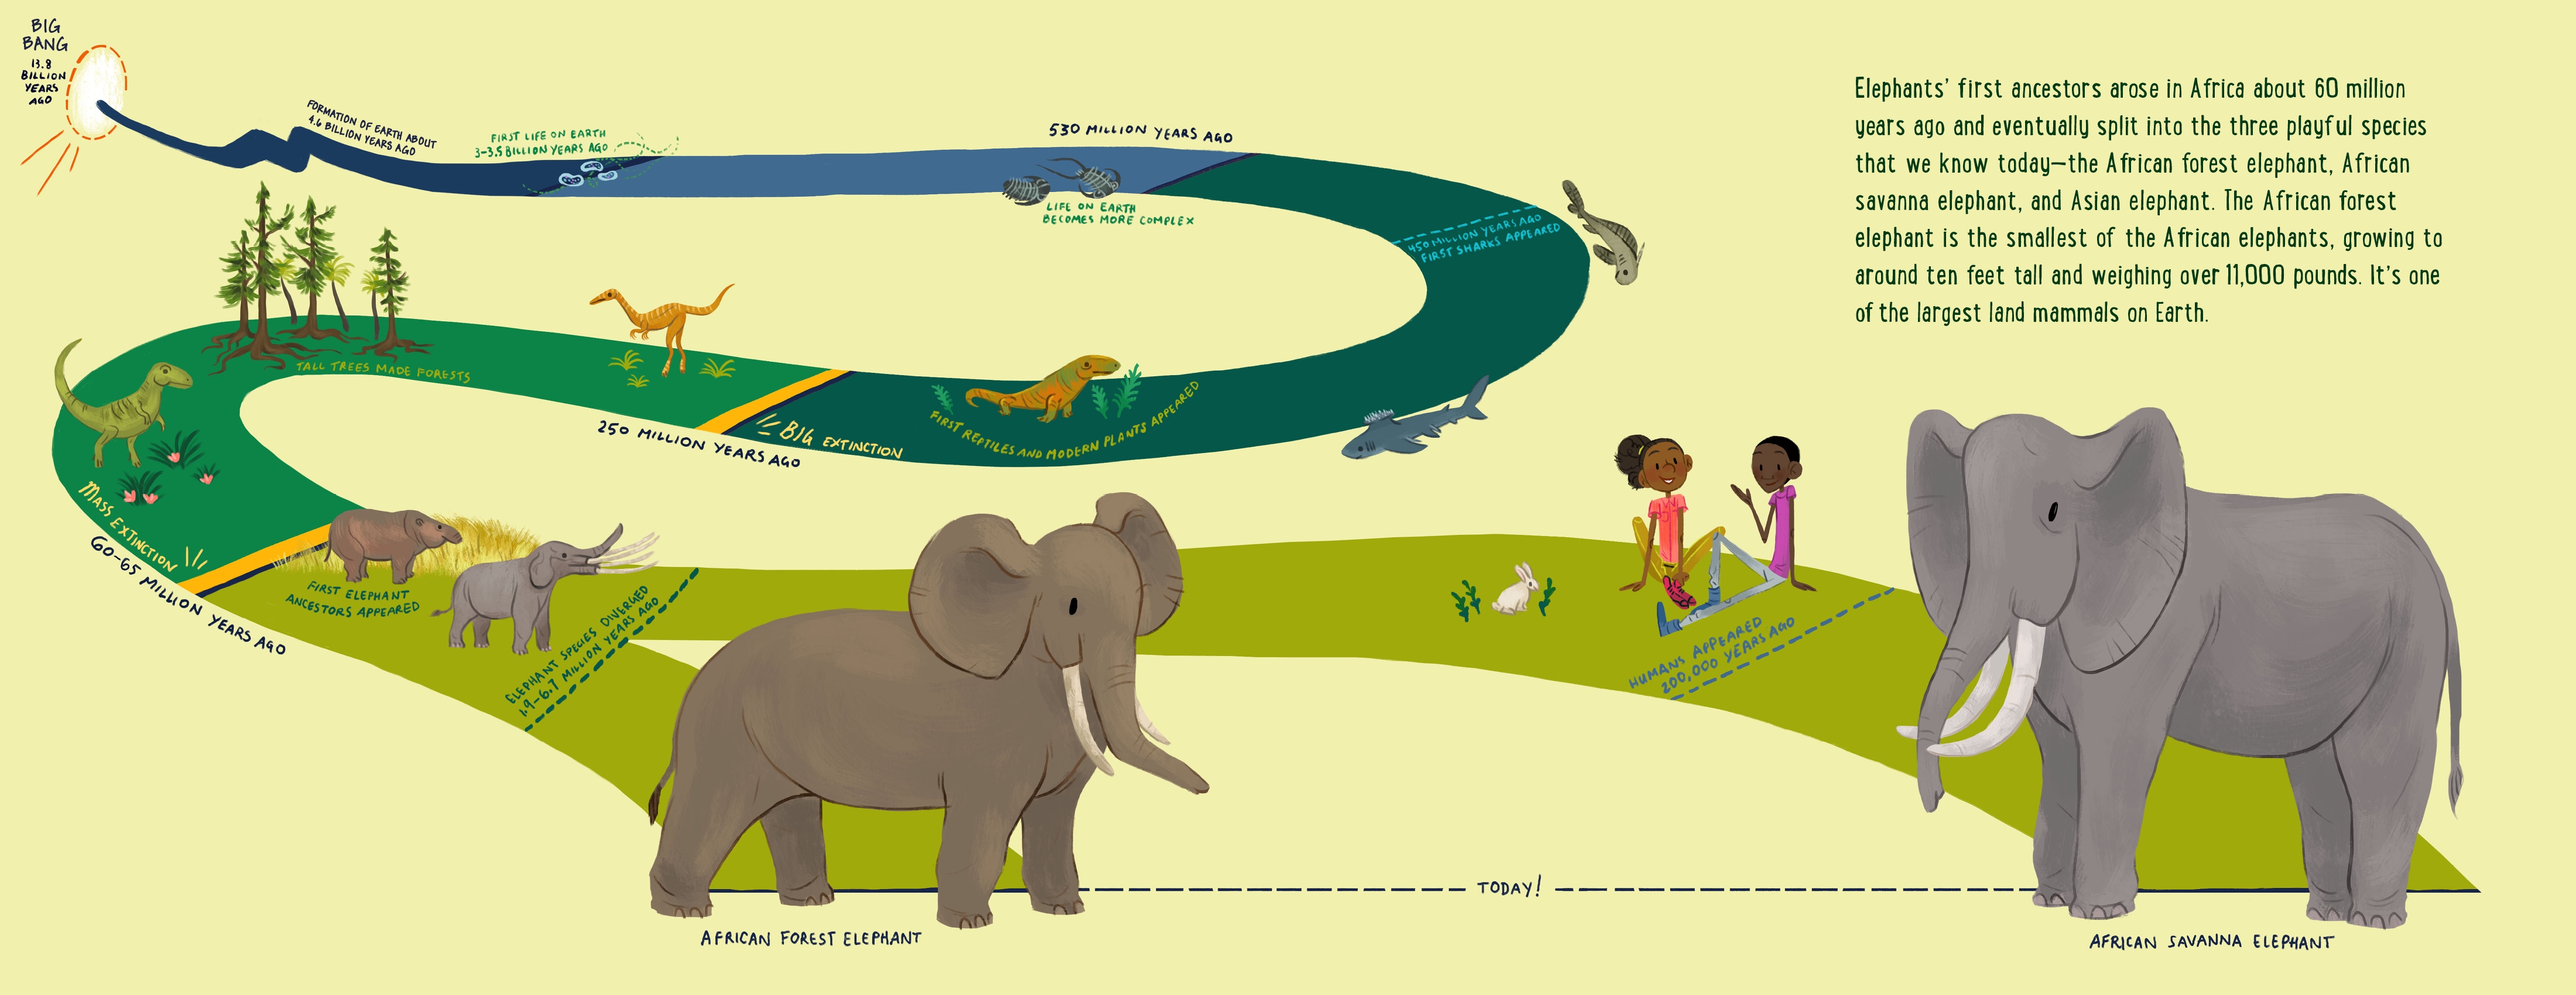 BIG
BANG
13.8
BILLION
YEARS
AGO
FORMATION OF EARTH ABOUT
4.6 BILLION YEARS AGO
FIRST LIFE ON EARTH
3-3.5 BILLION YEARS AGO
530 MILLION YEARS AGO
LIFE ON EARTH
BECOMES MORE COMPLEX
450 MILLION YEARS AGO
FIRST SHARKS APPEARED
FIRST REPTILES AND MODERN PLANTS APPEARED
BIG EXTINCTION
250 MILLION YEARS AGO
TALL TREES MADE FORESTS
MASS EXTINCTION
60-65 MILLION YEARS AGO
FIRST ELEPHANT
ANCESTORS APPEARED
ELEPHANT SPECIES DIVERGED
1.9-6.7 MILLION YEARS AGO
HUMANS APPEARED
200,000 YEARS AGO
TODAY!
AFRICAN FOREST ELEPHANT
AFRICAN SAVANNA ELEPHANT
Elephants' first ancestors arose in Africa about 60 million
years ago and eventually split into the three playful species
that we know today—the African forest elephant, African
savanna elephant, and Asian elephant. The African forest
elephant is the smallest of the African elephants, growing to
around ten feet tall and weighing over 11,000 pounds. It's one
of the largest land mammals on Earth.